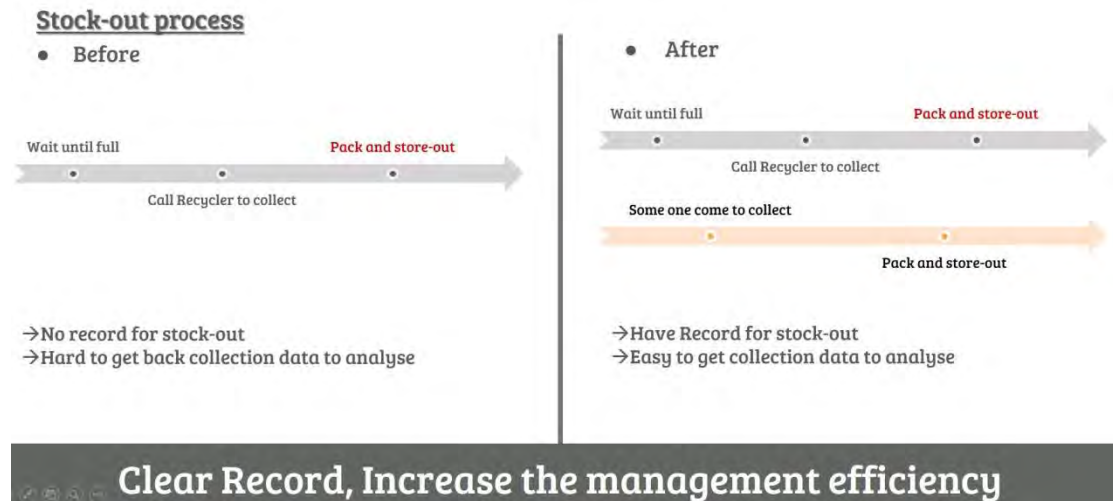 Stock-out process
● Before
Wait until full
Pack and store-out
Call Recycler to collect
→No record for stock-out
→Hard to get back collection data to analyse
● After
Wait until full
Pack and store-out
Call Recycler to collect
Some one come to collect
Pack and store-out
→Have Record for stock-out
→Easy to get collection data to analyse
Clear Record, Increase the management efficiency